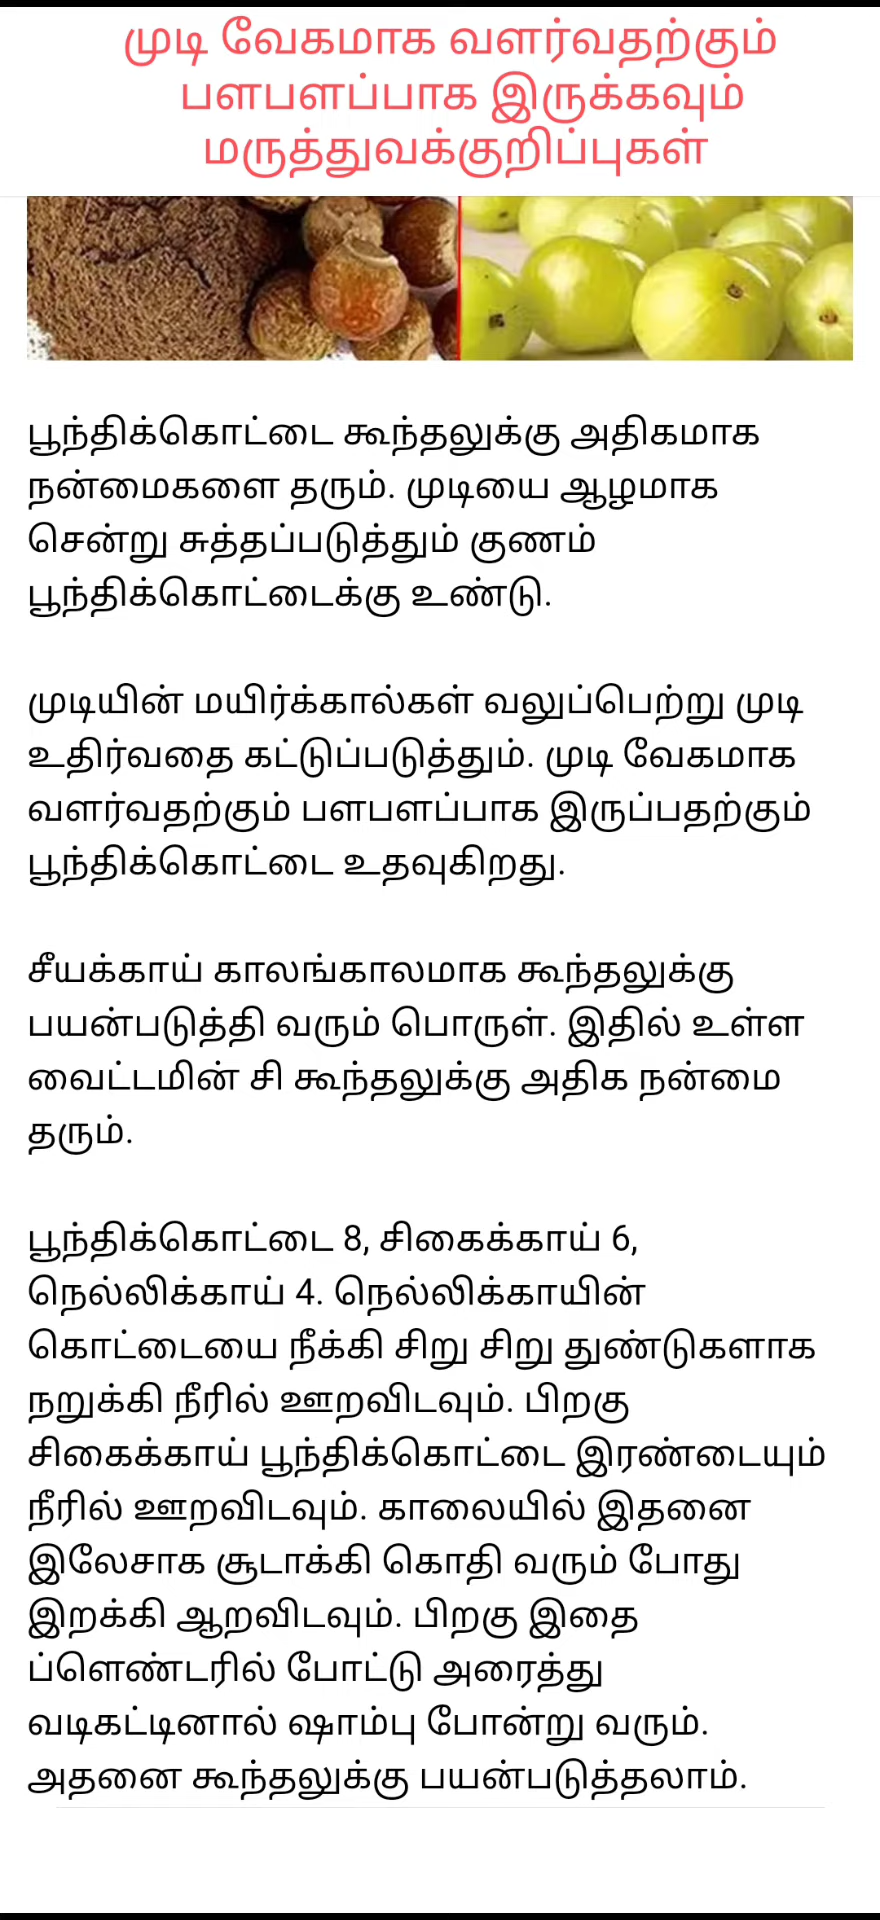 முடி வேகமாக வளர்வதற்கும்
பளபளப்பாக இருக்கவும்
மருத்துவக்குறிப்புகள்
பூந்திக்கொட்டை கூந்தலுக்கு அதிகமாக
நன்மைகளை தரும். முடியை ஆழமாக
சென்று சுத்தப்படுத்தும் குணம்
பூந்திக்கொட்டைக்கு உண்டு.
முடியின் மயிர்க்கால்கள் வலுப்பெற்று முடி
உதிர்வதை கட்டுப்படுத்தும். முடி வேகமாக
வளர்வதற்கும் பளபளப்பாக இருப்பதற்கும்
பூந்திக்கொட்டை உதவுகிறது.
சீயக்காய் காலங்காலமாக கூந்தலுக்கு
பயன்படுத்தி வரும் பொருள். இதில் உள்ள
வைட்டமின் சி கூந்தலுக்கு அதிக நன்மை
தரும்.
பூந்திக்கொட்டை 8, சிகைக்காய் 6,
நெல்லிக்காய் 4. நெல்லிக்காயின்
கொட்டையை நீக்கி சிறு சிறு துண்டுகளாக
நறுக்கி நீரில் ஊறவிடவும். பிறகு
சிகைக்காய் பூந்திக்கொட்டை இரண்டையும்
நீரில் ஊறவிடவும். காலையில் இதனை
இலேசாக சூடாக்கி கொதி வரும் போது
இறக்கி ஆறவிடவும். பிறகு இதை
ப்ளெண்டரில் போட்டு அரைத்து
வடிகட்டினால் ஷாம்பு போன்று வரும்.
அதனை கூந்தலுக்கு பயன்படுத்தலாம்.